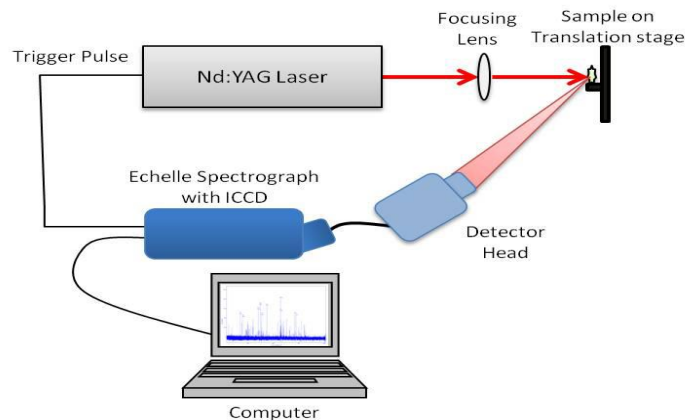 Trigger Pulse
Nd:YAG Laser
Focusing
Lens
Sample on
Translation stage
Echelle Spectrograph
with ICCD
Detector
Head
Computer